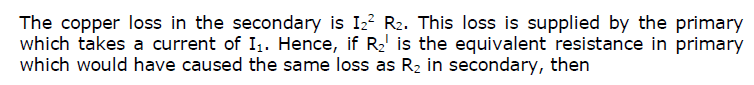 The copper loss in the secondary is I₂² R₂. This loss is supplied by the primary
which takes a current of I₁. Hence, if R₂' is the equivalent resistance in primary
which would have caused the same loss as R₂ in secondary, then